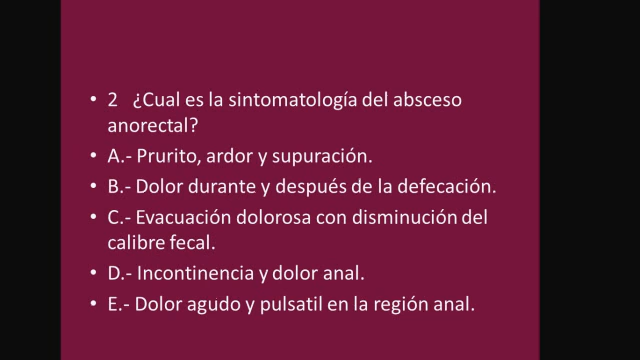 • 2 ¿Cual es la sintomatología del absceso
anorectal?
• A.- Prurito, ardor y supuración.
• B.- Dolor durante y después de la defecación.
• C.- Evacuación dolorosa con disminución del
calibre fecal.
• D.- Incontinencia y dolor anal.
• E.- Dolor agudo y pulsatil en la región anal.